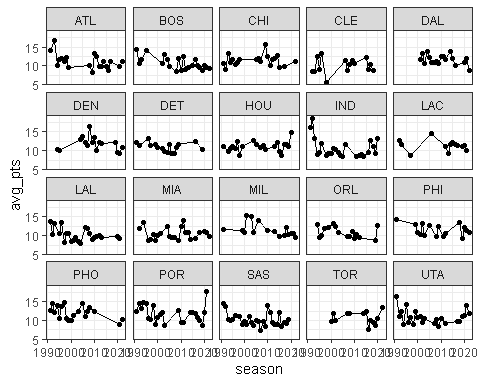 ATL BOS CHI CLE DAL
15
10
5
DEN DET HOU IND LAC
15
10
5
avg_pts
LAL MIA MIL ORL PHI
15
10
5
PHO POR SAS TOR UTA
15
10
5
1990 2000 2010 2020 1990 2000 2010 2020 1990 2000 2010 2020 1990 2000 2010 2020 1990 2000 2010 2020
season